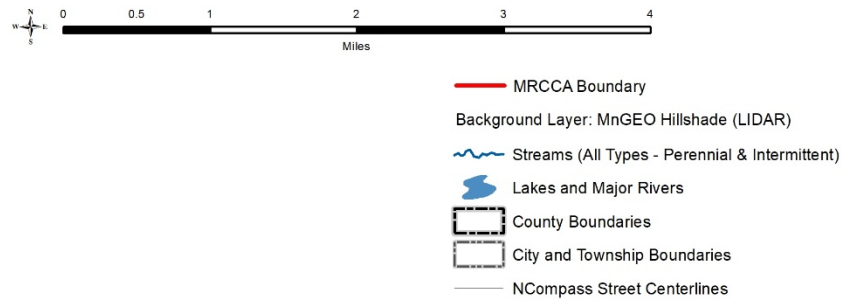 N
W E
S
0 0.5 1 2 3 4
Miles
MRCCA Boundary
Background Layer: MnGEO Hillshade (LIDAR)
Streams (All Types - Perennial & Intermittent)
Lakes and Major Rivers
County Boundaries
City and Township Boundaries
NCompass Street Centerlines